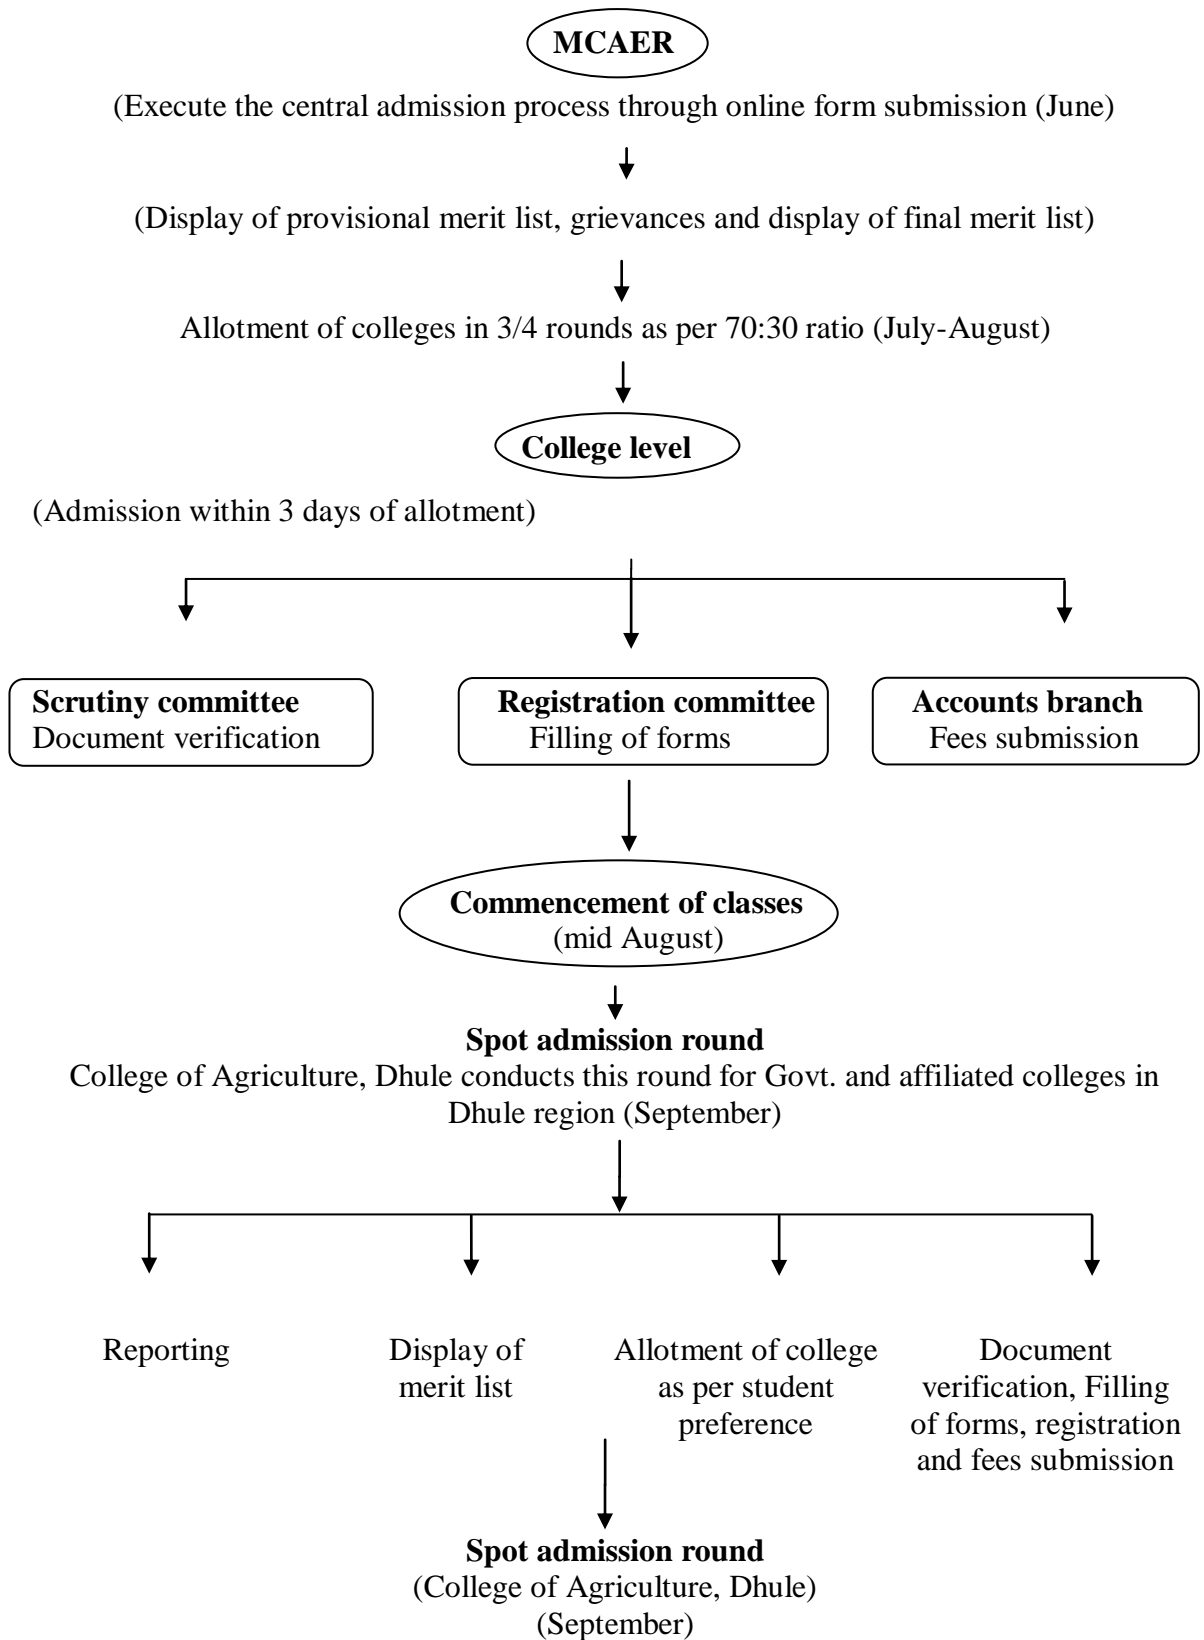 MCAER
(Execute the central admission process through online form submission (June)
(Display of provisional merit list, grievances and display of final merit list)
Allotment of colleges in 3/4 rounds as per 70:30 ratio (July-August)
College level
(Admission within 3 days of allotment)
Scrutiny committee
Document verification
Registration committee
Filling of forms
Accounts branch
Fees submission
Commencement of classes
(mid August)
Spot admission round
College of Agriculture, Dhule conducts this round for Govt. and affiliated colleges in
Dhule region (September)
Reporting
Display of
merit list
Allotment of college
as per student
preference
Document
verification, Filling
of forms, registration
and fees submission
Spot admission round
(College of Agriculture, Dhule)
(September)